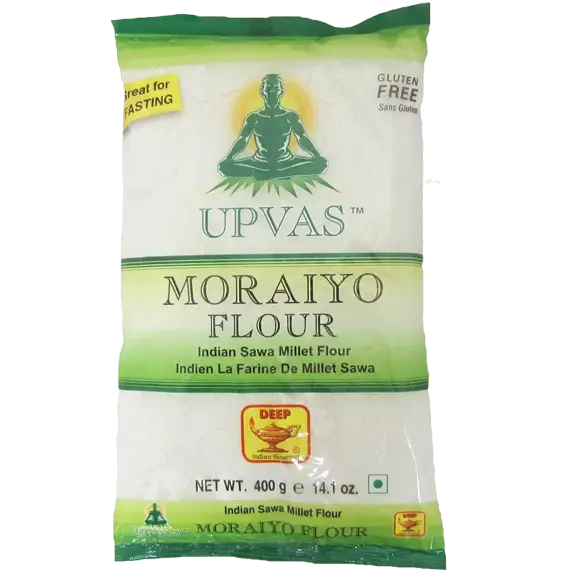 Great for
FASTING
GLUTEN
FREE
Sans Gluten
UPVAS™
MORAIYO
FLOUR
Indian Sawa Millet Flour
Indien La Farine De Millet Sawa
DEEP
Indian Gourmet
NET WT. 400 g e 14.1 oz.
Indian Sawa Millet Flour
MORAIYO FLOUR
DEEP